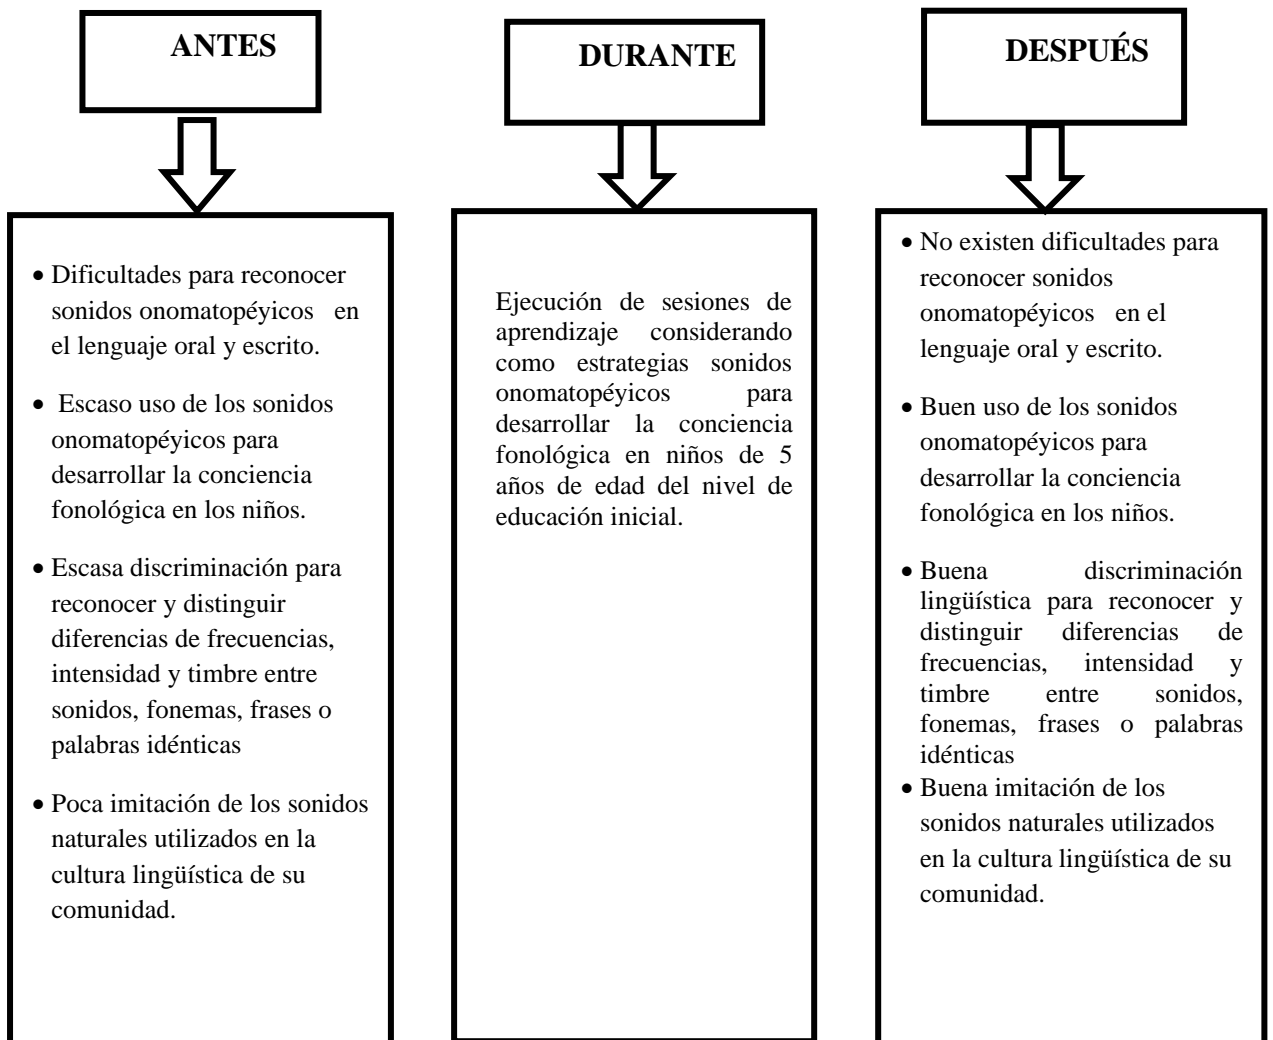 ANTES
• Dificultades para reconocer
sonidos onomatopéyicos en
el lenguaje oral y escrito.
• Escaso uso de los sonidos
onomatopéyicos para
desarrollar la conciencia
fonológica en los niños.
• Escasa discriminación para
reconocer y distinguir
diferencias de frecuencias,
intensidad y timbre entre
sonidos, fonemas, frases o
palabras idénticas
• Poca imitación de los sonidos
naturales utilizados en la
cultura lingüística de su
comunidad.
DURANTE
Ejecución de sesiones de
aprendizaje considerando
como estrategias sonidos
onomatopéyicos para
desarrollar la conciencia
fonológica en niños de 5
años de edad del nivel de
educación inicial.
DESPUÉS
• No existen dificultades para
reconocer sonidos
onomatopéyicos en el
lenguaje oral y escrito.
• Buen uso de los sonidos
onomatopéyicos para
desarrollar la conciencia
fonológica en los niños.
• Buena discriminación
lingüística para reconocer y
distinguir diferencias de
frecuencias, intensidad y
timbre entre sonidos,
fonemas, frases o palabras
idénticas
• Buena imitación de los
sonidos naturales utilizados
en la cultura lingüística de su
comunidad.